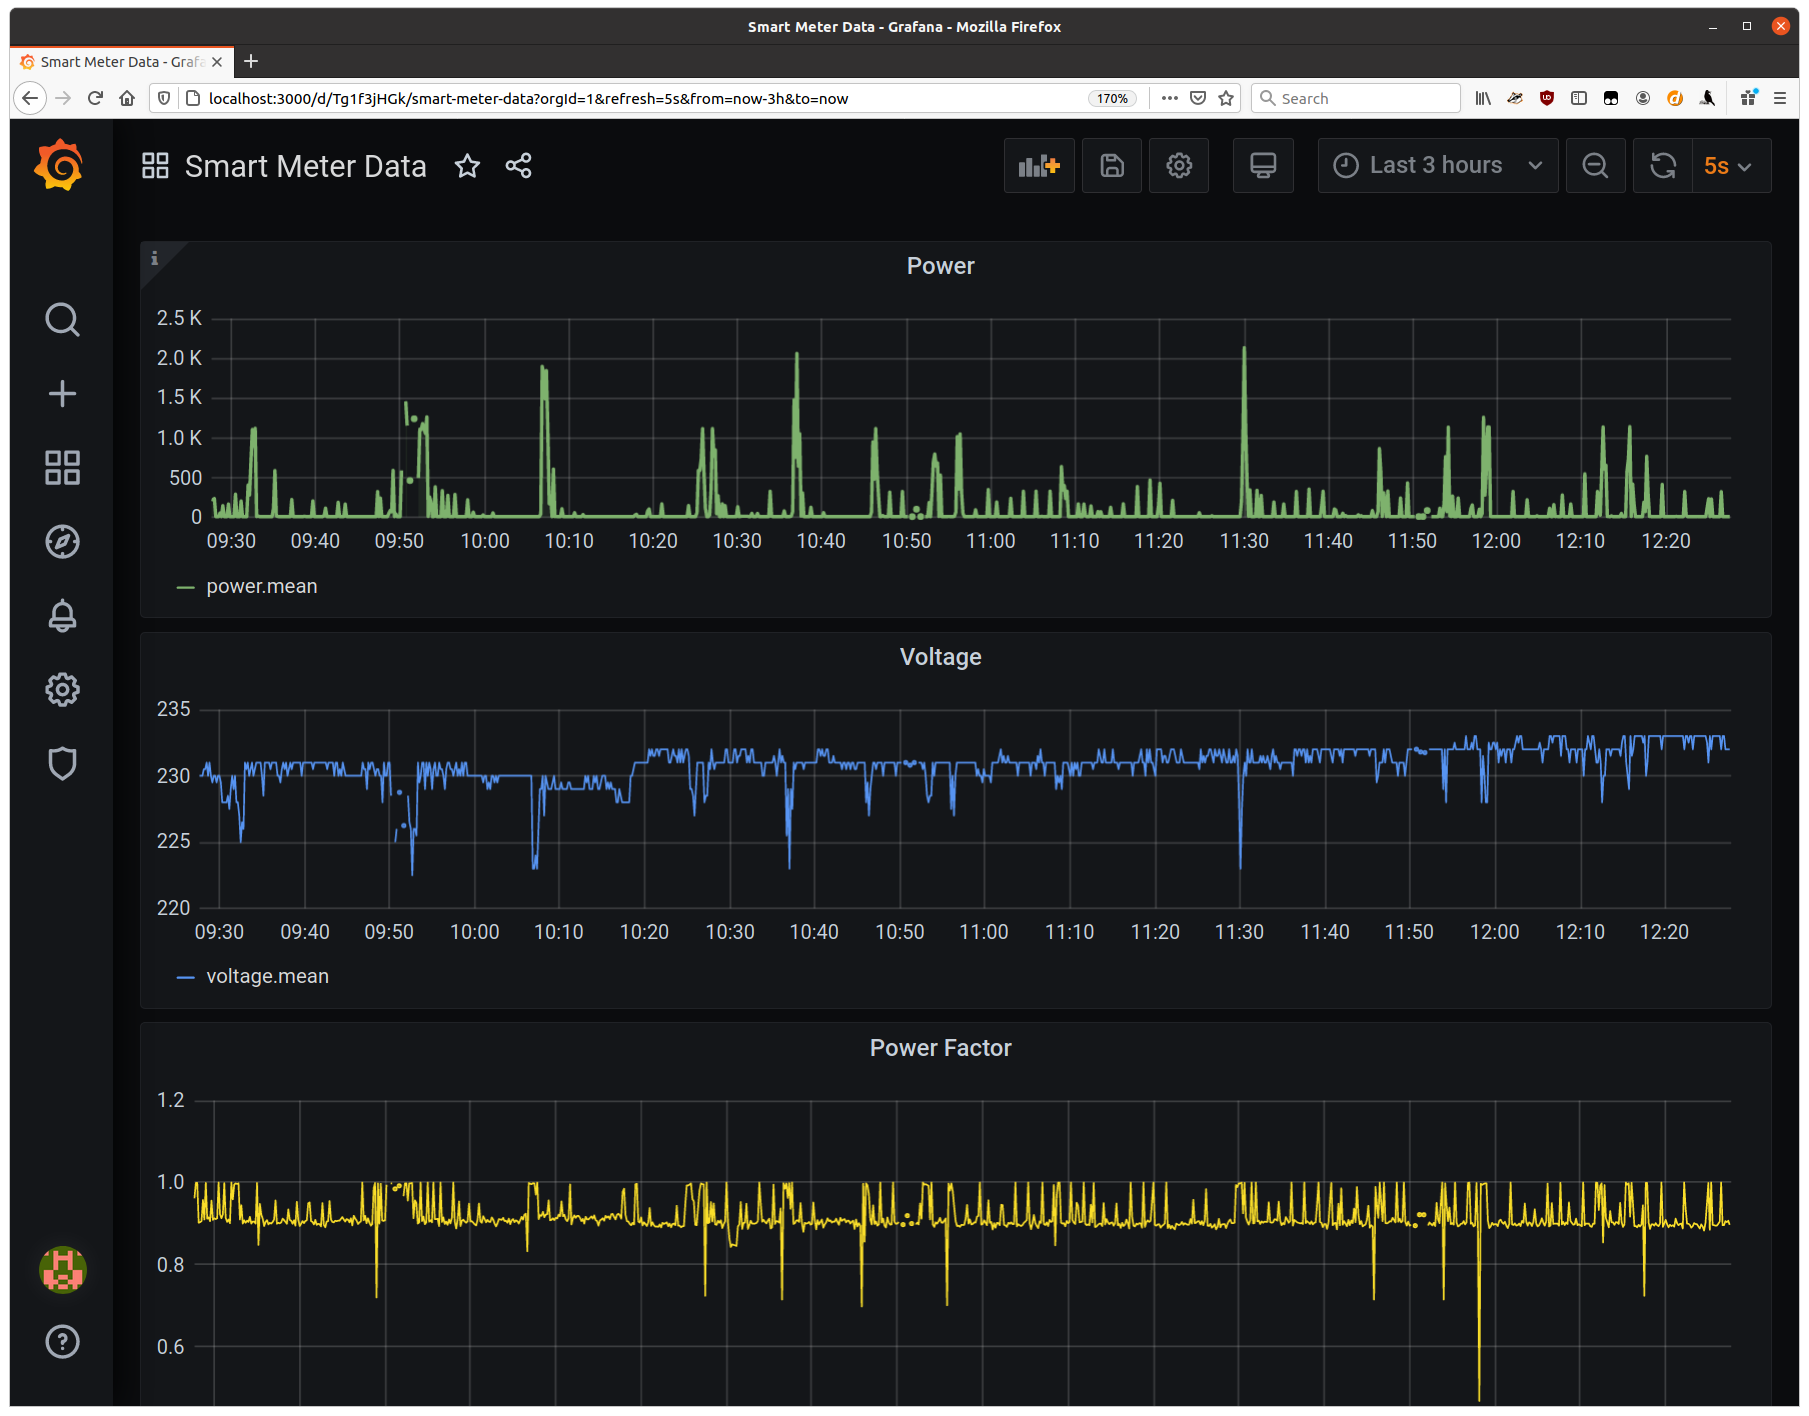 Smart Meter Data - Grafana - Mozilla Firefox
Smart Meter Data - Grafa
localhost:3000/d/Tg1f3jHGk/smart-meter-data?orgId=1&refresh=5s&from=now-3h&to=now
170%
Search
Smart Meter Data
Last 3 hours
5s
Power
2.5 K
2.0 K
1.5 K
1.0 K
500
0
09:30 09:40 09:50 10:00 10:10 10:20 10:30 10:40 10:50 11:00 11:10 11:20 11:30 11:40 11:50 12:00 12:10 12:20
power.mean
Voltage
235
230
225
220
09:30 09:40 09:50 10:00 10:10 10:20 10:30 10:40 10:50 11:00 11:10 11:20 11:30 11:40 11:50 12:00 12:10 12:20
voltage.mean
Power Factor
1.2
1.0
0.8
0.6